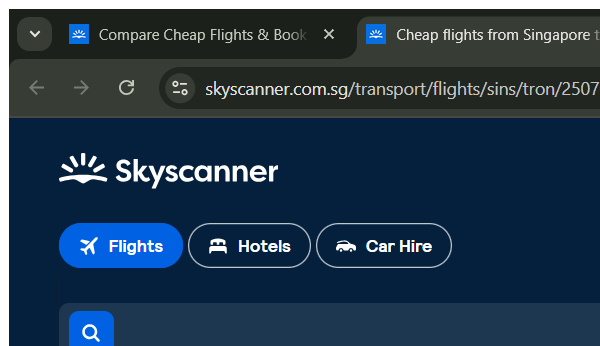 Compare Cheap Flights & Book
Cheap flights from Singapore t
skyscanner.com.sg/transport/flights/sins/tron/2507
Skyscanner
Flights
Hotels
Car Hire